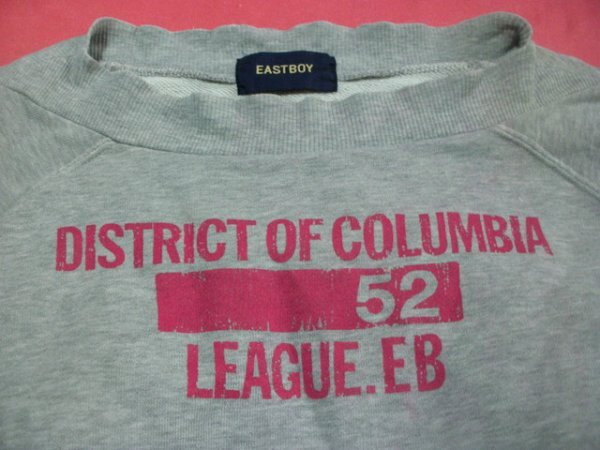 EASTBOY
DISTRICT OF COLUMBIA
52
LEAGUE.EB